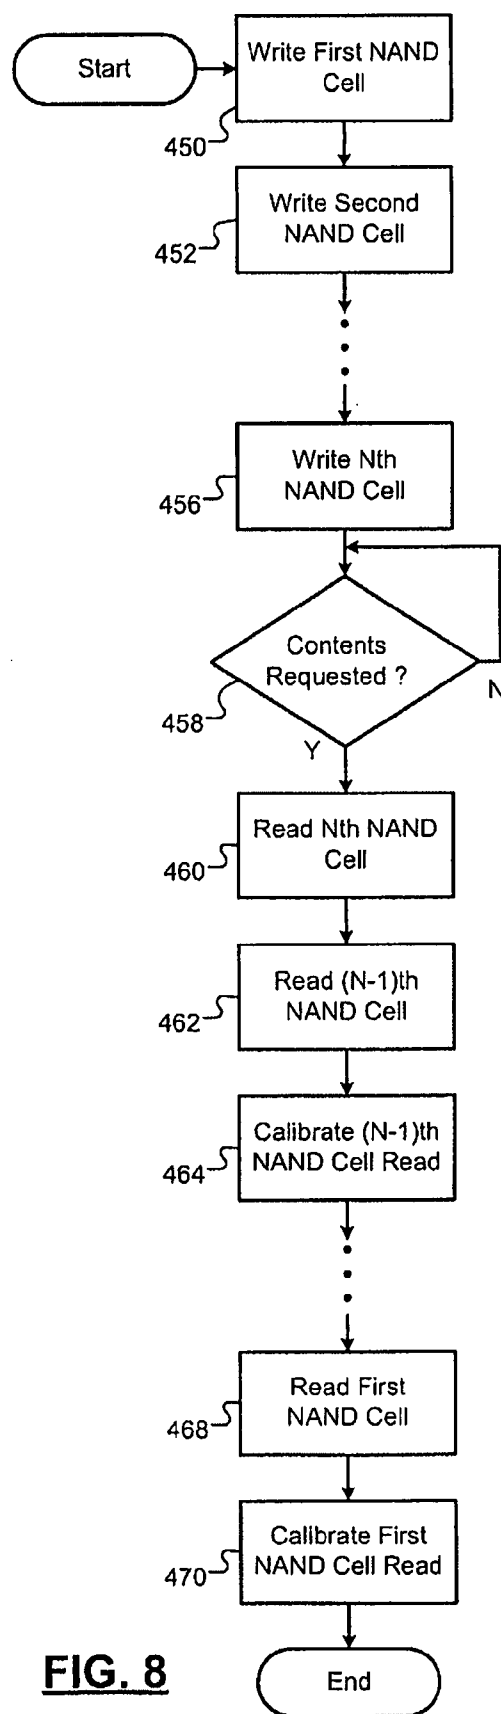 Start
Write First NAND
Cell
450
Write Second
NAND Cell
452
Write Nth
NAND Cell
456
Contents
Requested ?
458
N
Y
Read Nth NAND
Cell
460
Read (N-1)th
NAND Cell
462
Calibrate (N-1)th
NAND Cell Read
464
Read First
NAND Cell
468
Calibrate First
NAND Cell Read
470
FIG. 8
End